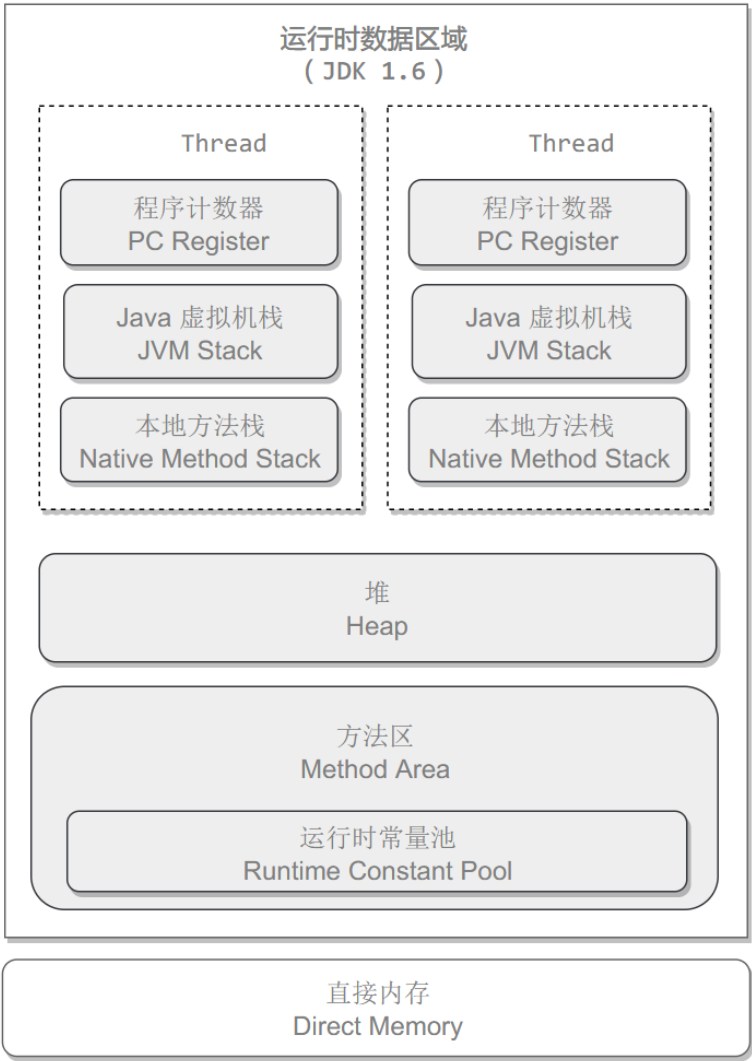 运行时数据区域
( JDK 1.6 )
Thread
程序计数器
PC Register
Java 虚拟机栈
JVM Stack
本地方法栈
Native Method Stack
Thread
程序计数器
PC Register
Java 虚拟机栈
JVM Stack
本地方法栈
Native Method Stack
堆
Heap
方法区
Method Area
运行时常量池
Runtime Constant Pool
直接内存
Direct Memory